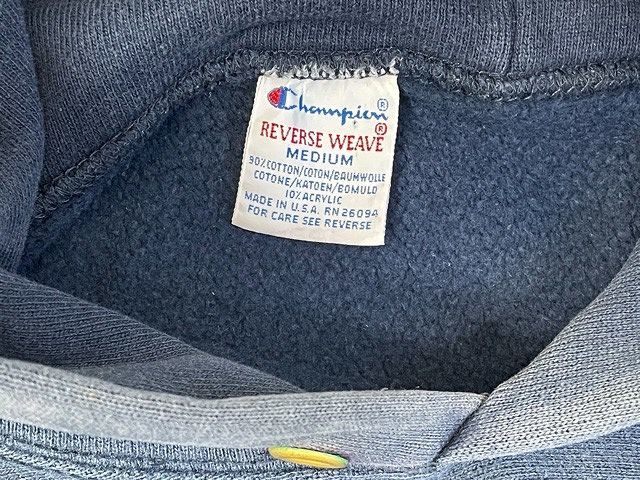 Champion ®
REVERSE WEAVE ®
MEDIUM
90% COTTON/COTON/BAUMWOLLE
COTONE/KATOEN/BOMULD
10% ACRYLIC
MADE IN U.S.A. RN 26094
FOR CARE SEE REVERSE